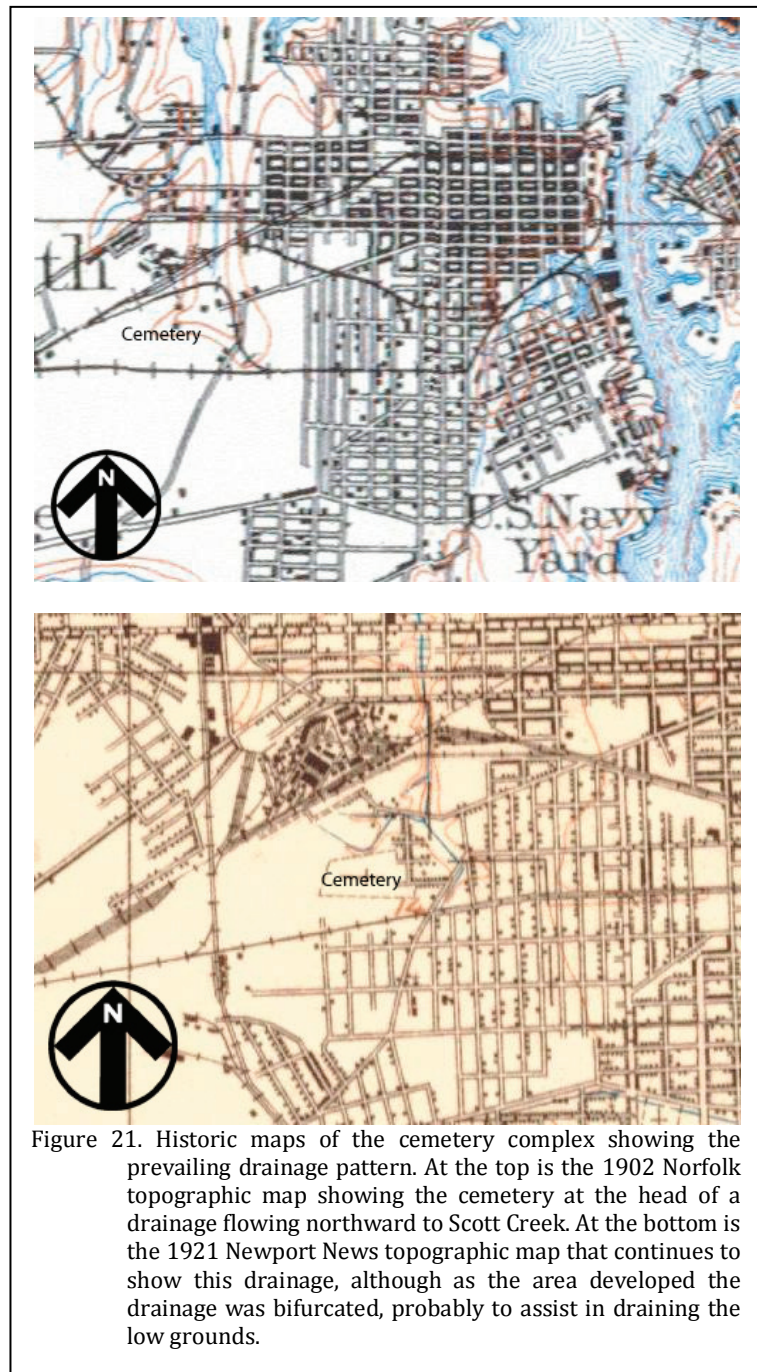 th
Cemetery
N
e
U.S. Navy
Yard
Cemetery
N
Figure 21. Historic maps of the cemetery complex showing the
prevailing drainage pattern. At the top is the 1902 Norfolk
topographic map showing the cemetery at the head of a
drainage flowing northward to Scott Creek. At the bottom is
the 1921 Newport News topographic map that continues to
show this drainage, although as the area developed the
drainage was bifurcated, probably to assist in draining the
low grounds.